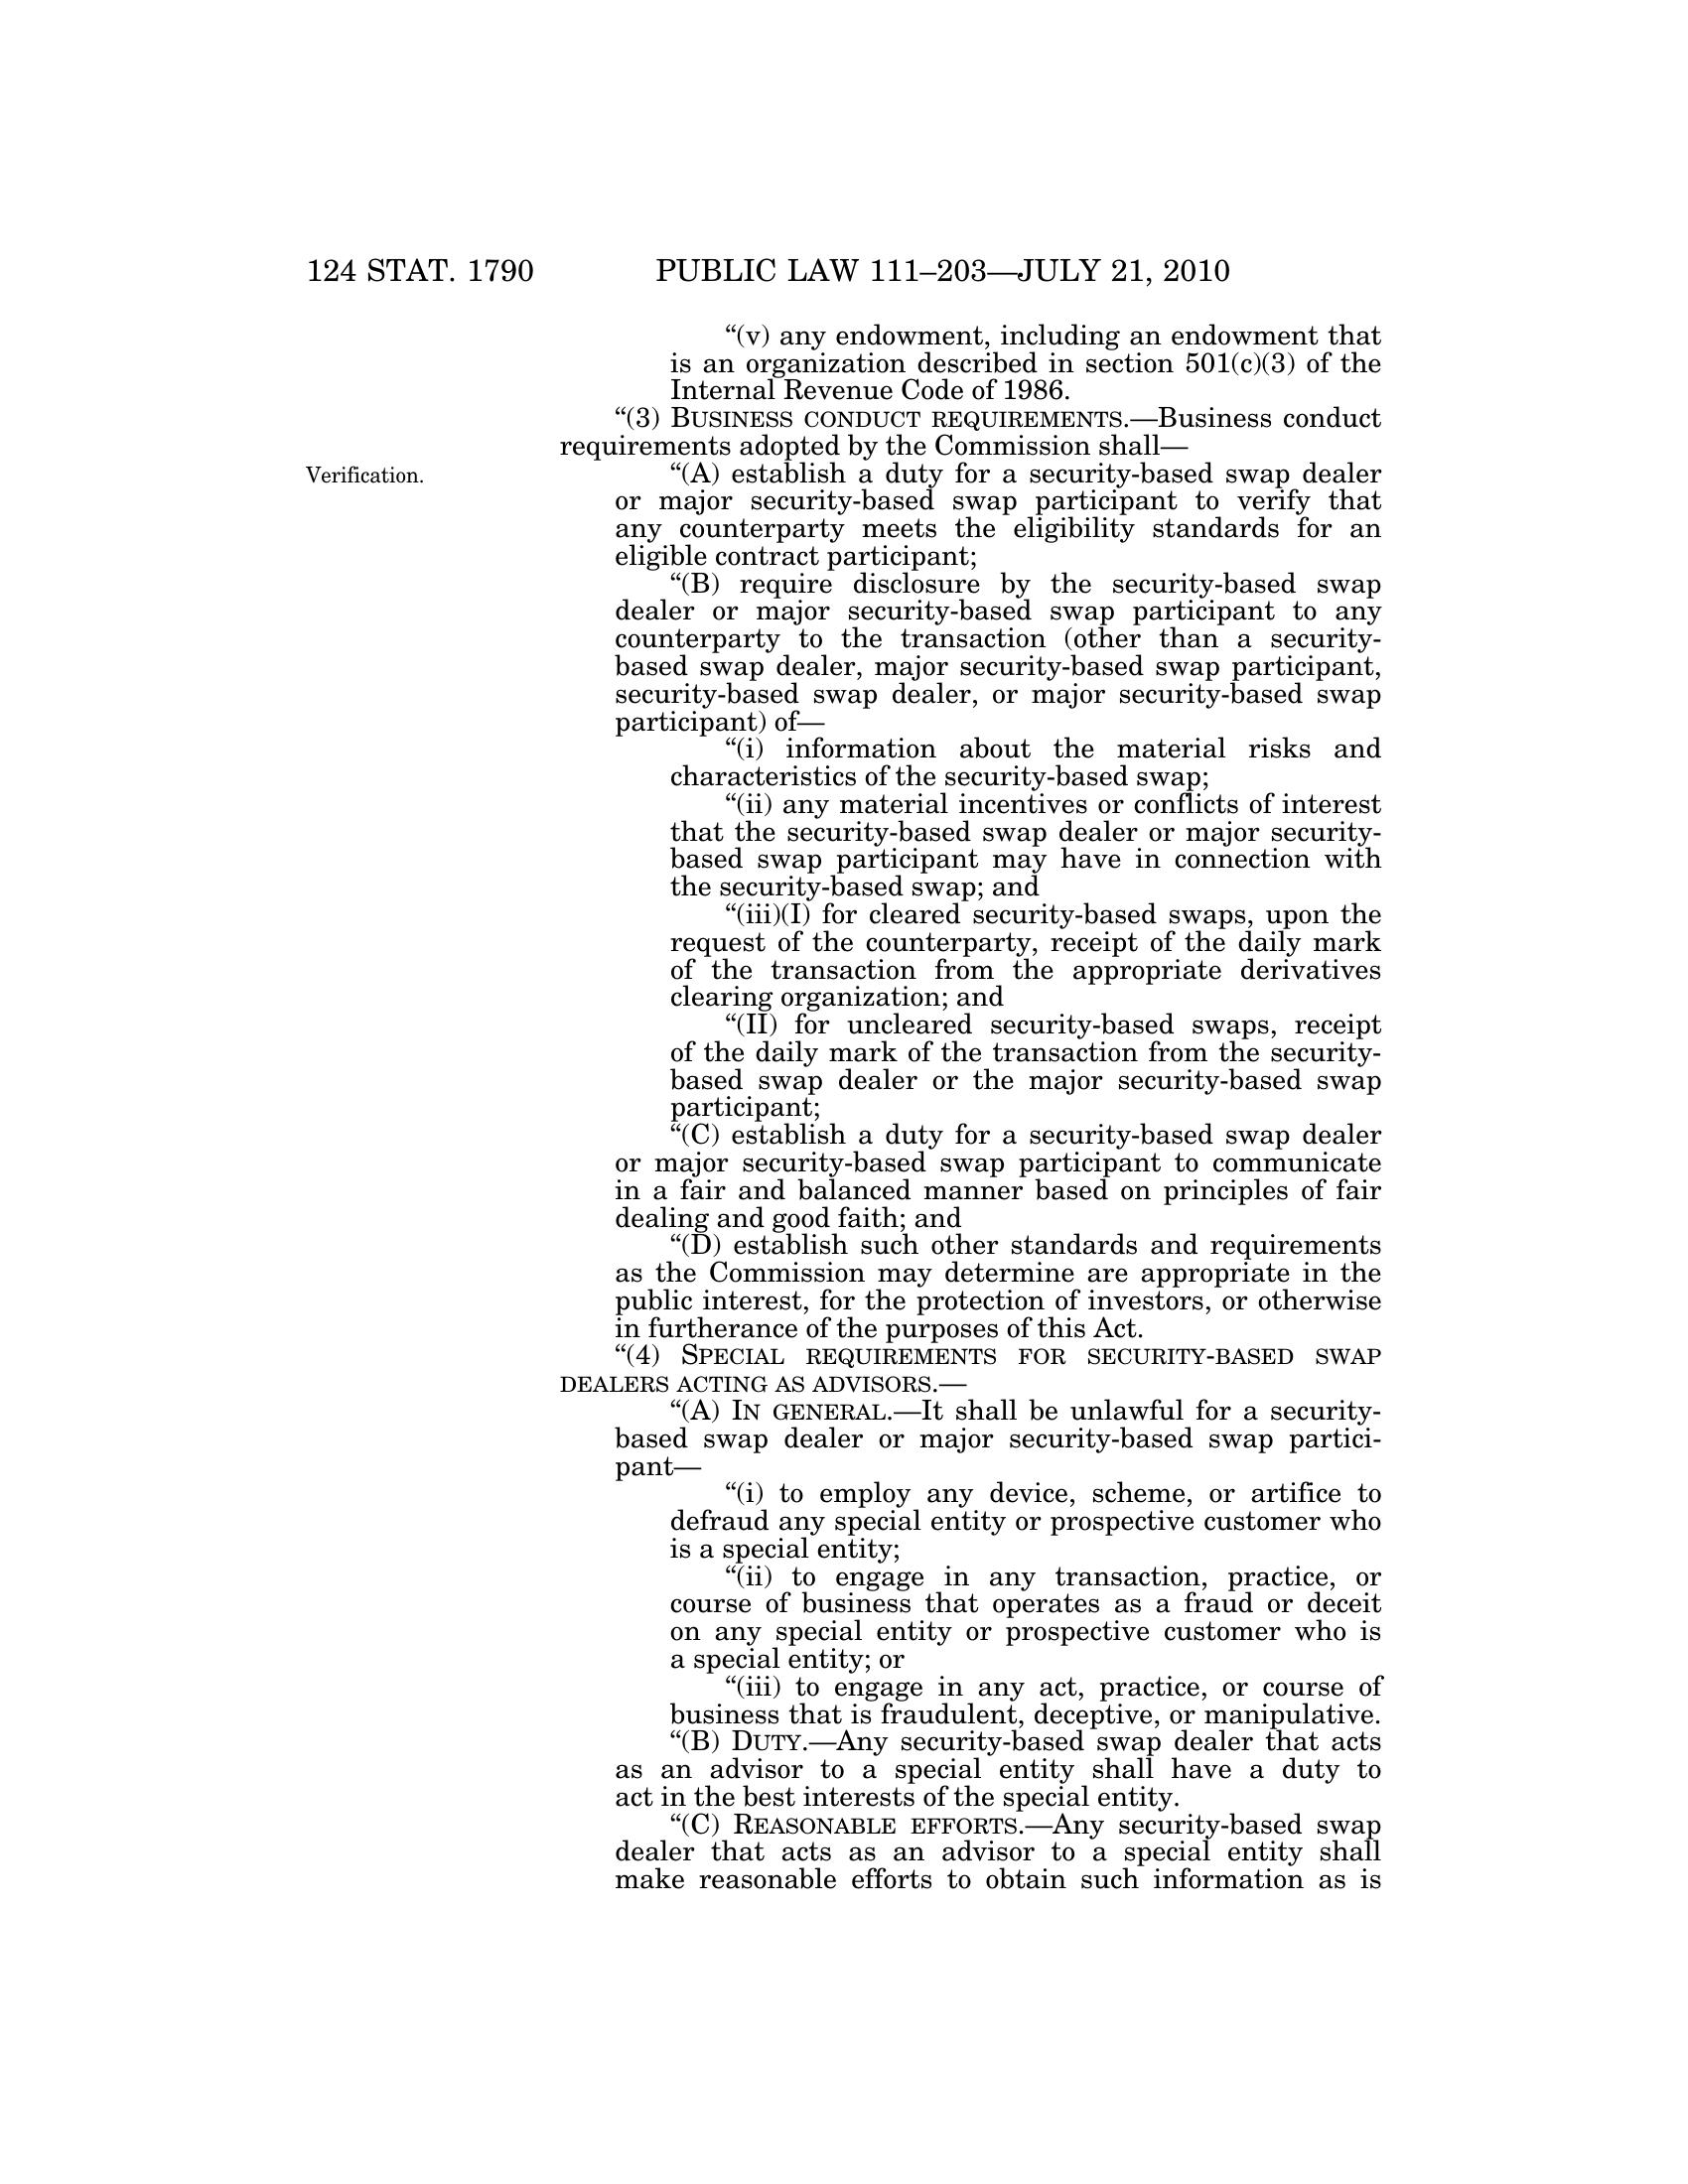 124 STAT. 1790 PUBLIC LAW 111–203—JULY 21, 2010
“(v) any endowment, including an endowment that
is an organization described in section 501(c)(3) of the
Internal Revenue Code of 1986.
“(3) BUSINESS CONDUCT REQUIREMENTS.—Business conduct
requirements adopted by the Commission shall—
Verification.
“(A) establish a duty for a security-based swap dealer
or major security-based swap participant to verify that
any counterparty meets the eligibility standards for an
eligible contract participant;
“(B) require disclosure by the security-based swap
dealer or major security-based swap participant to any
counterparty to the transaction (other than a security-
based swap dealer, major security-based swap participant,
security-based swap dealer, or major security-based swap
participant) of—
“(i) information about the material risks and
characteristics of the security-based swap;
“(ii) any material incentives or conflicts of interest
that the security-based swap dealer or major security-
based swap participant may have in connection with
the security-based swap; and
“(iii)(I) for cleared security-based swaps, upon the
request of the counterparty, receipt of the daily mark
of the transaction from the appropriate derivatives
clearing organization; and
“(II) for uncleared security-based swaps, receipt
of the daily mark of the transaction from the security-
based swap dealer or the major security-based swap
participant;
“(C) establish a duty for a security-based swap dealer
or major security-based swap participant to communicate
in a fair and balanced manner based on principles of fair
dealing and good faith; and
“(D) establish such other standards and requirements
as the Commission may determine are appropriate in the
public interest, for the protection of investors, or otherwise
in furtherance of the purposes of this Act.
“(4) SPECIAL REQUIREMENTS FOR SECURITY-BASED SWAP
DEALERS ACTING AS ADVISORS.—
“(A) IN GENERAL.—It shall be unlawful for a security-
based swap dealer or major security-based swap partici-
pant—
“(i) to employ any device, scheme, or artifice to
defraud any special entity or prospective customer who
is a special entity;
“(ii) to engage in any transaction, practice, or
course of business that operates as a fraud or deceit
on any special entity or prospective customer who is
a special entity; or
“(iii) to engage in any act, practice, or course of
business that is fraudulent, deceptive, or manipulative.
“(B) DUTY.—Any security-based swap dealer that acts
as an advisor to a special entity shall have a duty to
act in the best interests of the special entity.
“(C) REASONABLE EFFORTS.—Any security-based swap
dealer that acts as an advisor to a special entity shall
make reasonable efforts to obtain such information as is